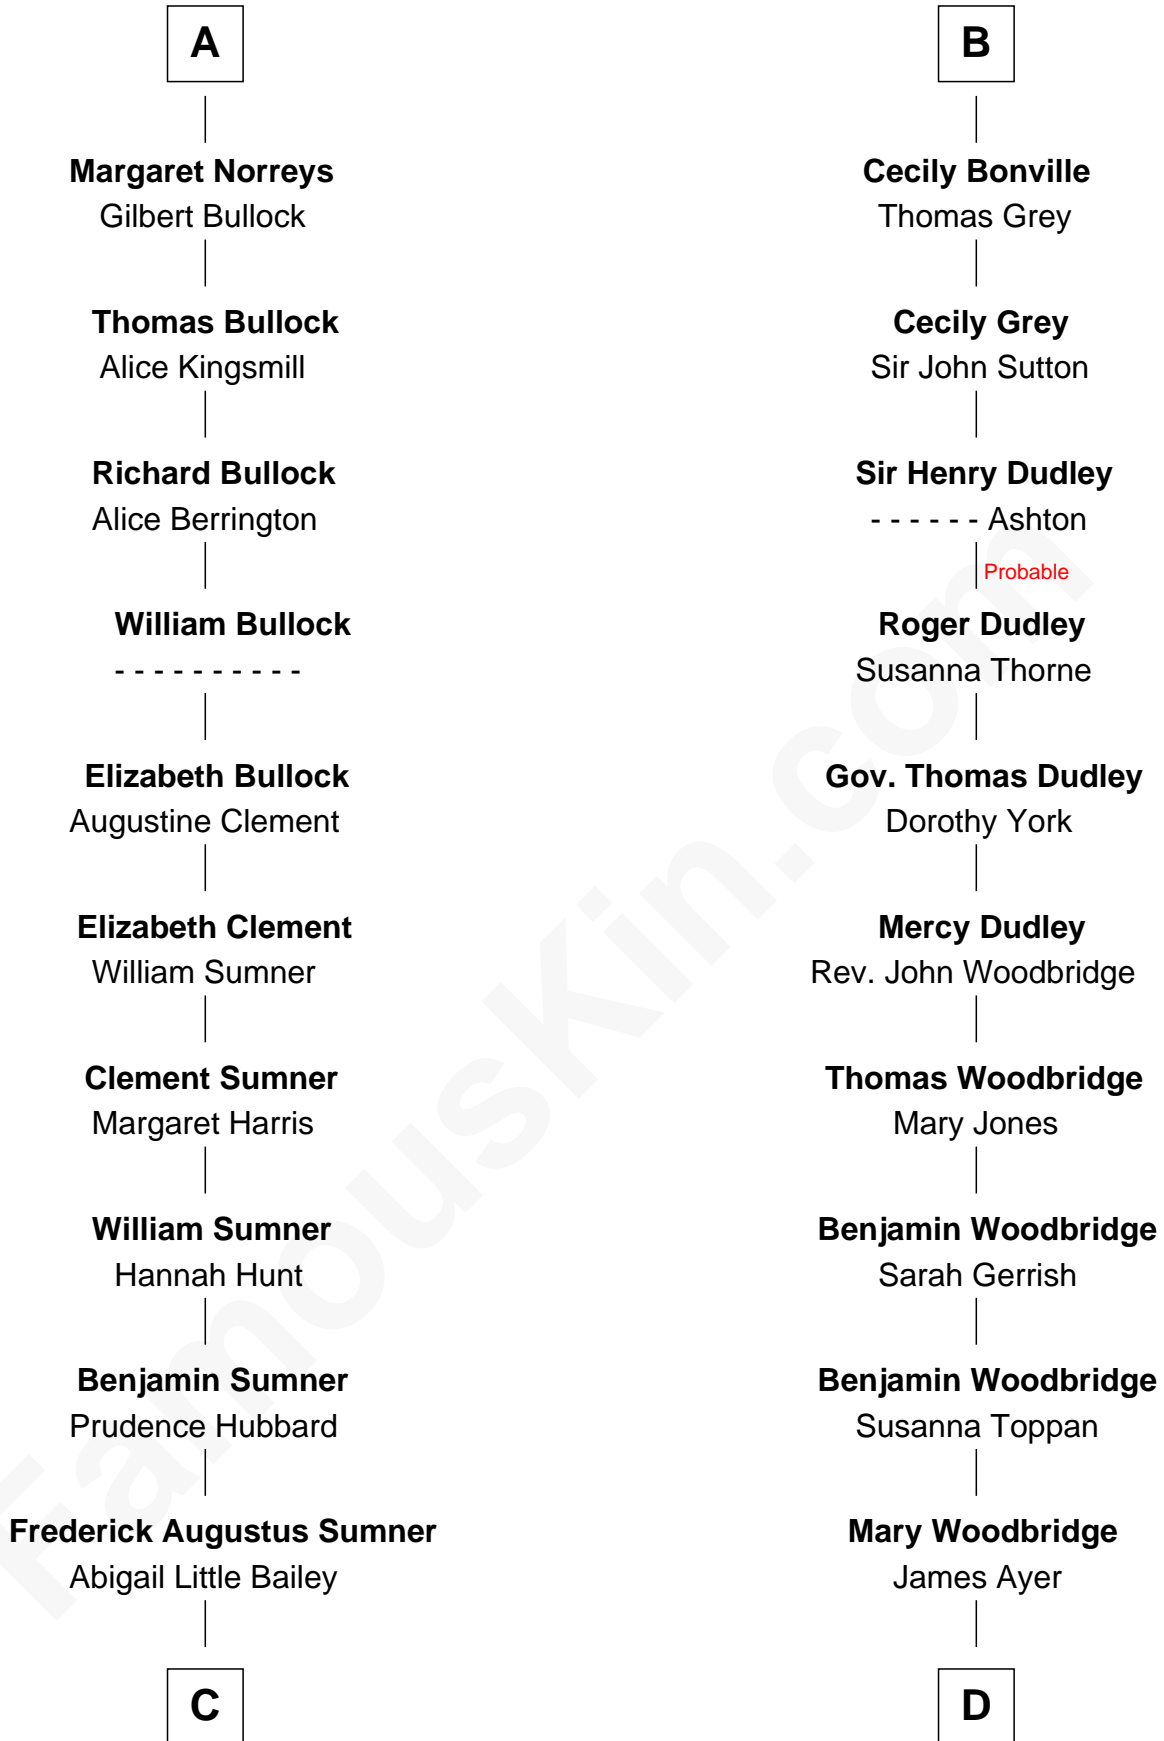 A
Margaret Norreys
Gilbert Bullock
Thomas Bullock
Alice Kingsmill
Richard Bullock
Alice Berrington
William Bullock
- - - - - - - - - -
Elizabeth Bullock
Augustine Clement
Elizabeth Clement
William Sumner
Clement Sumner
Margaret Harris
William Sumner
Hannah Hunt
Benjamin Sumner
Prudence Hubbard
Frederick Augustus Sumner
Abigail Little Bailey
C
B
Cecily Bonville
Thomas Grey
Cecily Grey
Sir John Sutton
Sir Henry Dudley
- - - - - - Ashton
Probable
Roger Dudley
Susanna Thorne
Gov. Thomas Dudley
Dorothy York
Mercy Dudley
Rev. John Woodbridge
Thomas Woodbridge
Mary Jones
Benjamin Woodbridge
Sarah Gerrish
Benjamin Woodbridge
Susanna Toppan
Mary Woodbridge
James Ayer
D
FamousKin.com